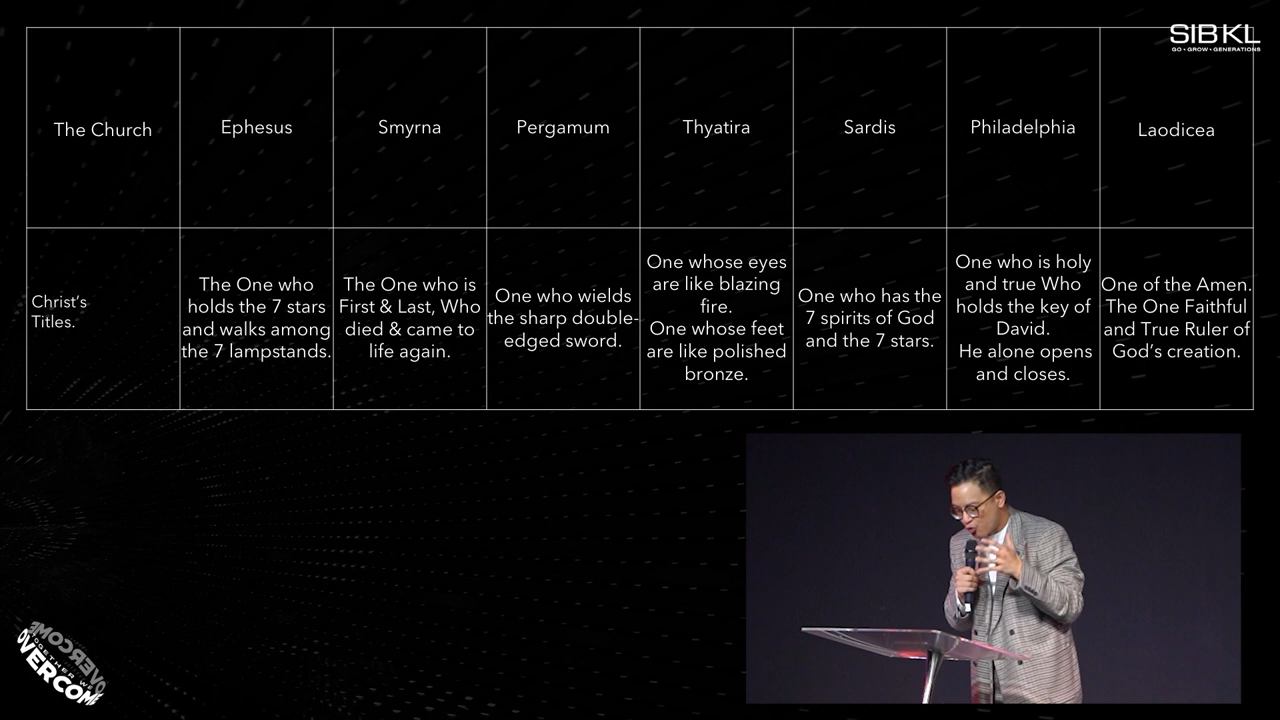 SIBKL
GO • GROW • GENERATIONS
The Church
Ephesus
Smyrna
Pergamum
Thyatira
Sardis
Philadelphia
Laodicea
Christ's
Titles.
The One who
holds the 7 stars
and walks among
the 7 lampstands.
The One who is
First & Last, Who
died & came to
life again.
One who wields
the sharp double-
edged sword.
One whose eyes
are like blazing
fire.
One whose feet
are like polished
bronze.
One who has the
7 spirits of God
and the 7 stars.
One who is holy
and true Who
holds the key of
David.
He alone opens
and closes.
One of the Amen.
The One Faithful
and True Ruler of
God's creation.
OVERCOME
TOGETHER WE
OVERCOME